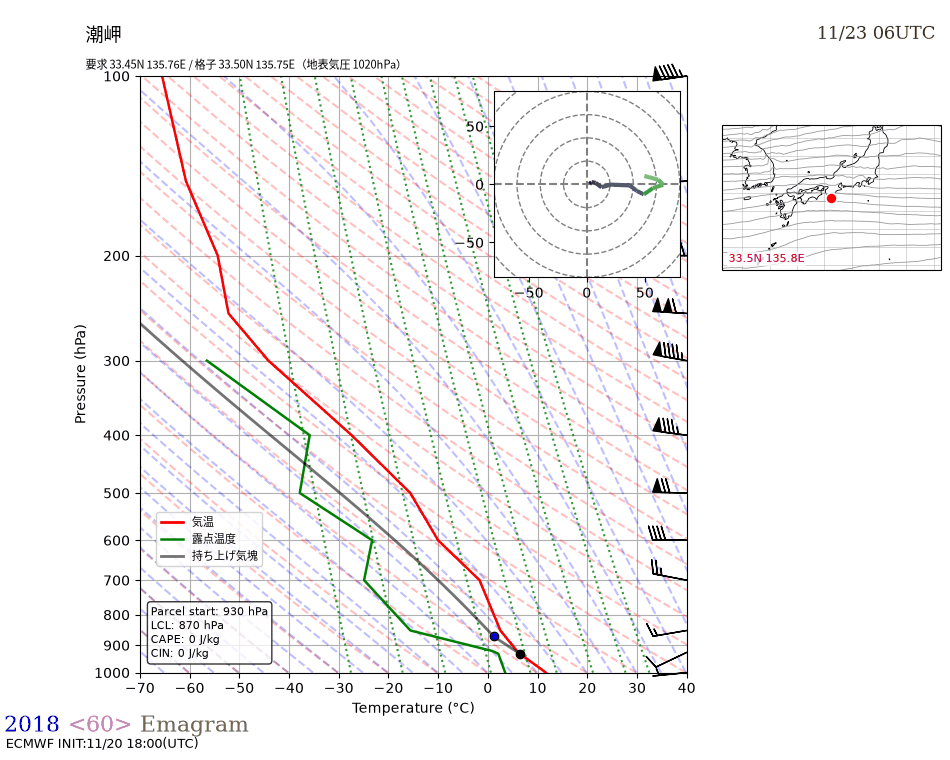 潮岬
11/23 06UTC
要求 33.45N 135.76E / 格子 33.50N 135.75E（地表気圧 1020hPa）
100
200
300
400
500
600
700
800
900
1000
Pressure (hPa)
50
0
−50
−50 0 50
33.5N 135.8E
気温
露点温度
持ち上げ気塊
Parcel start: 930 hPa
LCL: 870 hPa
CAPE: 0 J/kg
CIN: 0 J/kg
−70 −60 −50 −40 −30 −20 −10 0 10 20 30 40
Temperature (°C)
2018 <60> Emagram
ECMWF INIT:11/20 18:00(UTC)